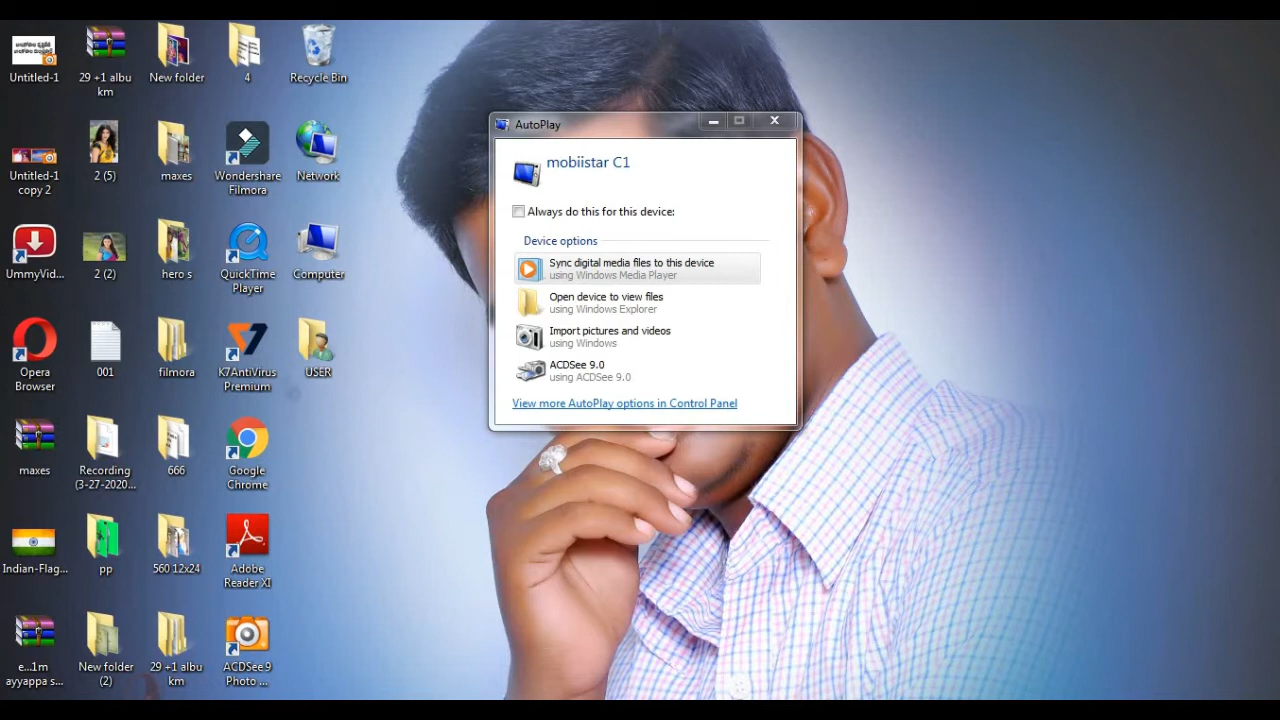 Untitled-1
29 +1 albu
km
New folder
4
Recycle Bin
Untitled-1
copy 2
2 (5)
maxes
Wondershare
Filmora
Network
UmmyVid...
2 (2)
hero s
QuickTime
Player
Computer
Opera
Browser
001
filmora
K7AntiVirus
Premium
USER
maxes
Recording
(3-27-2020...
666
Google
Chrome
Indian-Flag...
pp
560 12x24
Adobe
Reader XI
e...1m
ayyappa s...
New folder
(2)
29 +1 albu
km
ACDSee 9
Photo ...
AutoPlay
mobiistar C1
Always do this for this device:
Device options
Sync digital media files to this device
using Windows Media Player
Open device to view files
using Windows Explorer
Import pictures and videos
using Windows
ACDSee 9.0
using ACDSee 9.0
View more AutoPlay options in Control Panel